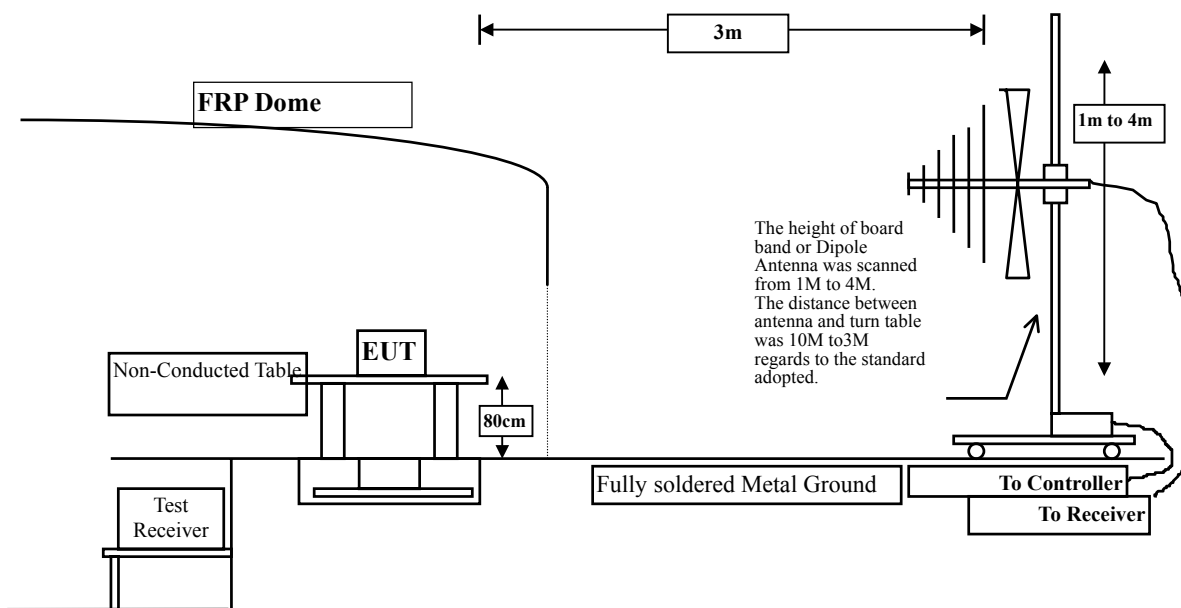 3m
FRP Dome
1m to 4m
The height of board
band or Dipole
Antenna was scanned
from 1M to 4M.
The distance between
antenna and turn table
was 10M to3M
regards to the standard
adopted.
EUT
Non-Conducted Table
80cm
Fully soldered Metal Ground
To Controller
To Receiver
Test
Receiver